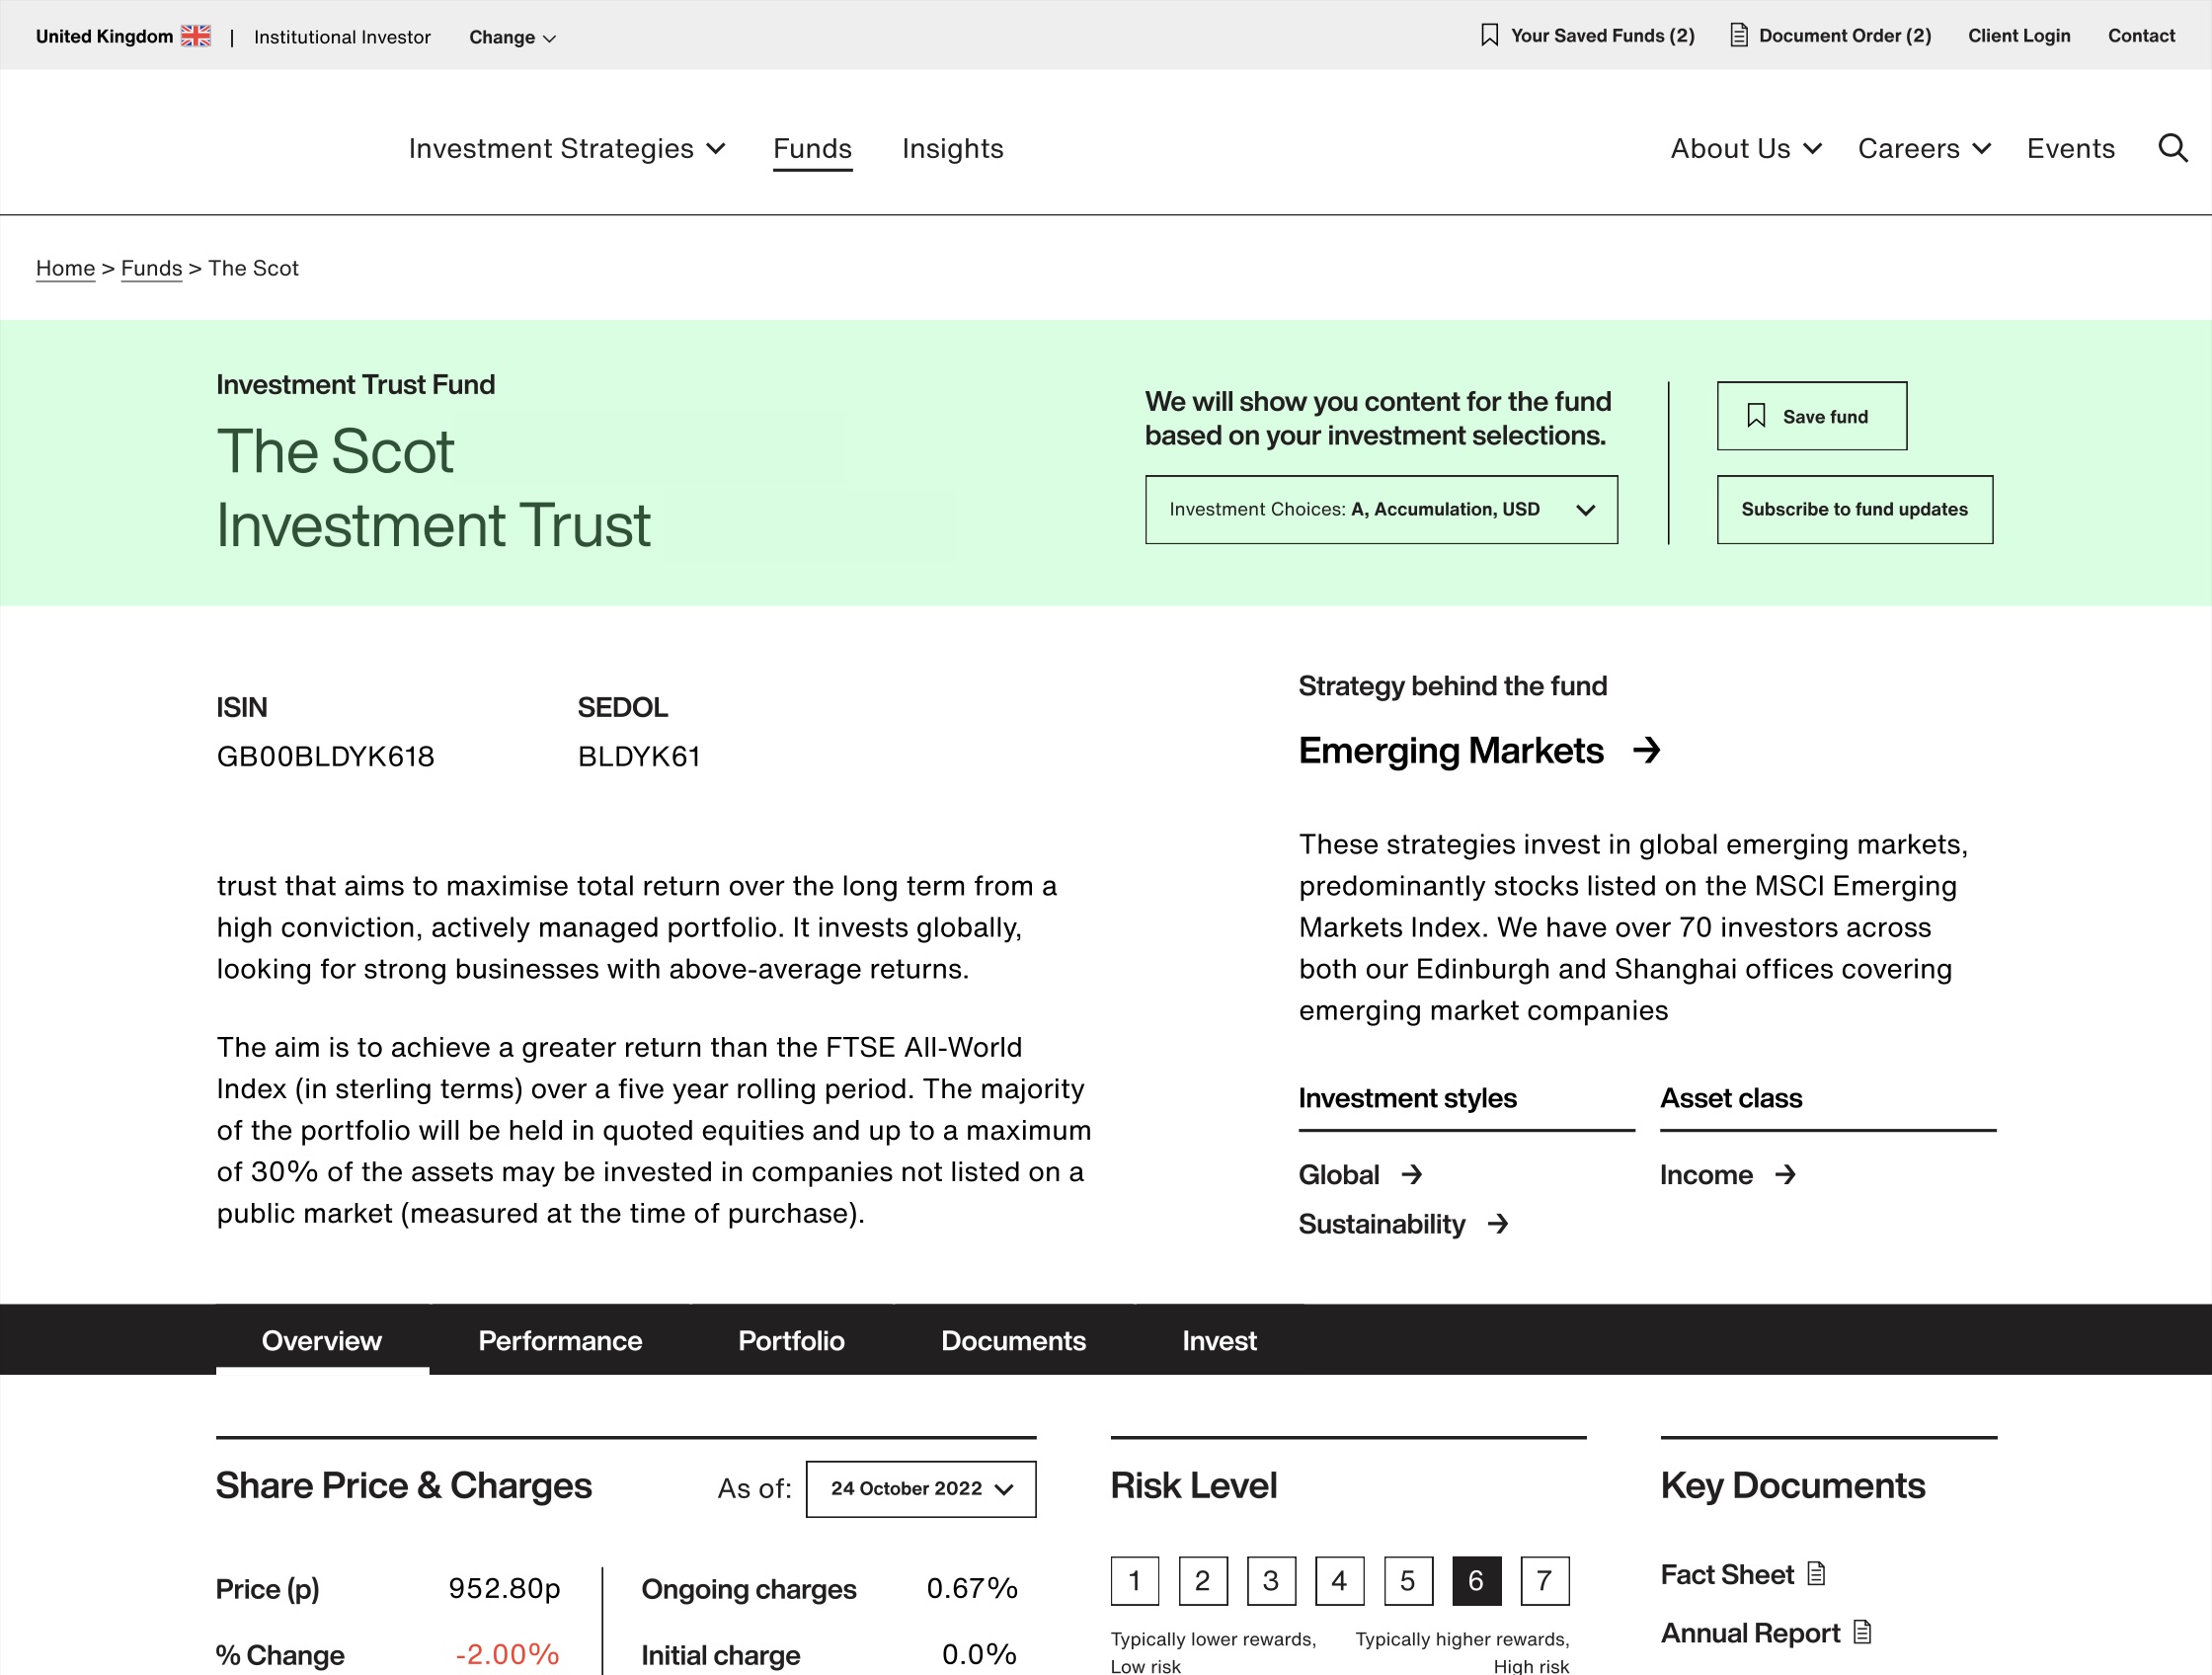 United Kingdom | Institutional Investor Change
Your Saved Funds (2) Document Order (2) Client Login Contact
Investment Strategies Funds Insights
About Us Careers Events
Home > Funds > The Scot
Investment Trust Fund
The Scot
Investment Trust
We will show you content for the fund
based on your investment selections.
Investment Choices: A, Accumulation, USD
Save fund
Subscribe to fund updates
ISIN
GB00BLDYK618
SEDOL
BLDYK61
trust that aims to maximise total return over the long term from a
high conviction, actively managed portfolio. It invests globally,
looking for strong businesses with above-average returns.
The aim is to achieve a greater return than the FTSE All-World
Index (in sterling terms) over a five year rolling period. The majority
of the portfolio will be held in quoted equities and up to a maximum
of 30% of the assets may be invested in companies not listed on a
public market (measured at the time of purchase).
Strategy behind the fund
Emerging Markets
These strategies invest in global emerging markets,
predominantly stocks listed on the MSCI Emerging
Markets Index. We have over 70 investors across
both our Edinburgh and Shanghai offices covering
emerging market companies
Investment styles
Global
Sustainability
Asset class
Income
Overview Performance Portfolio Documents Invest
Share Price & Charges
As of: 24 October 2022
Price (p) 952.80p
% Change -2.00%
Ongoing charges 0.67%
Initial charge 0.0%
Risk Level
1 2 3 4 5 6 7
Typically lower rewards,
Low risk
Typically higher rewards,
High risk
Key Documents
Fact Sheet
Annual Report